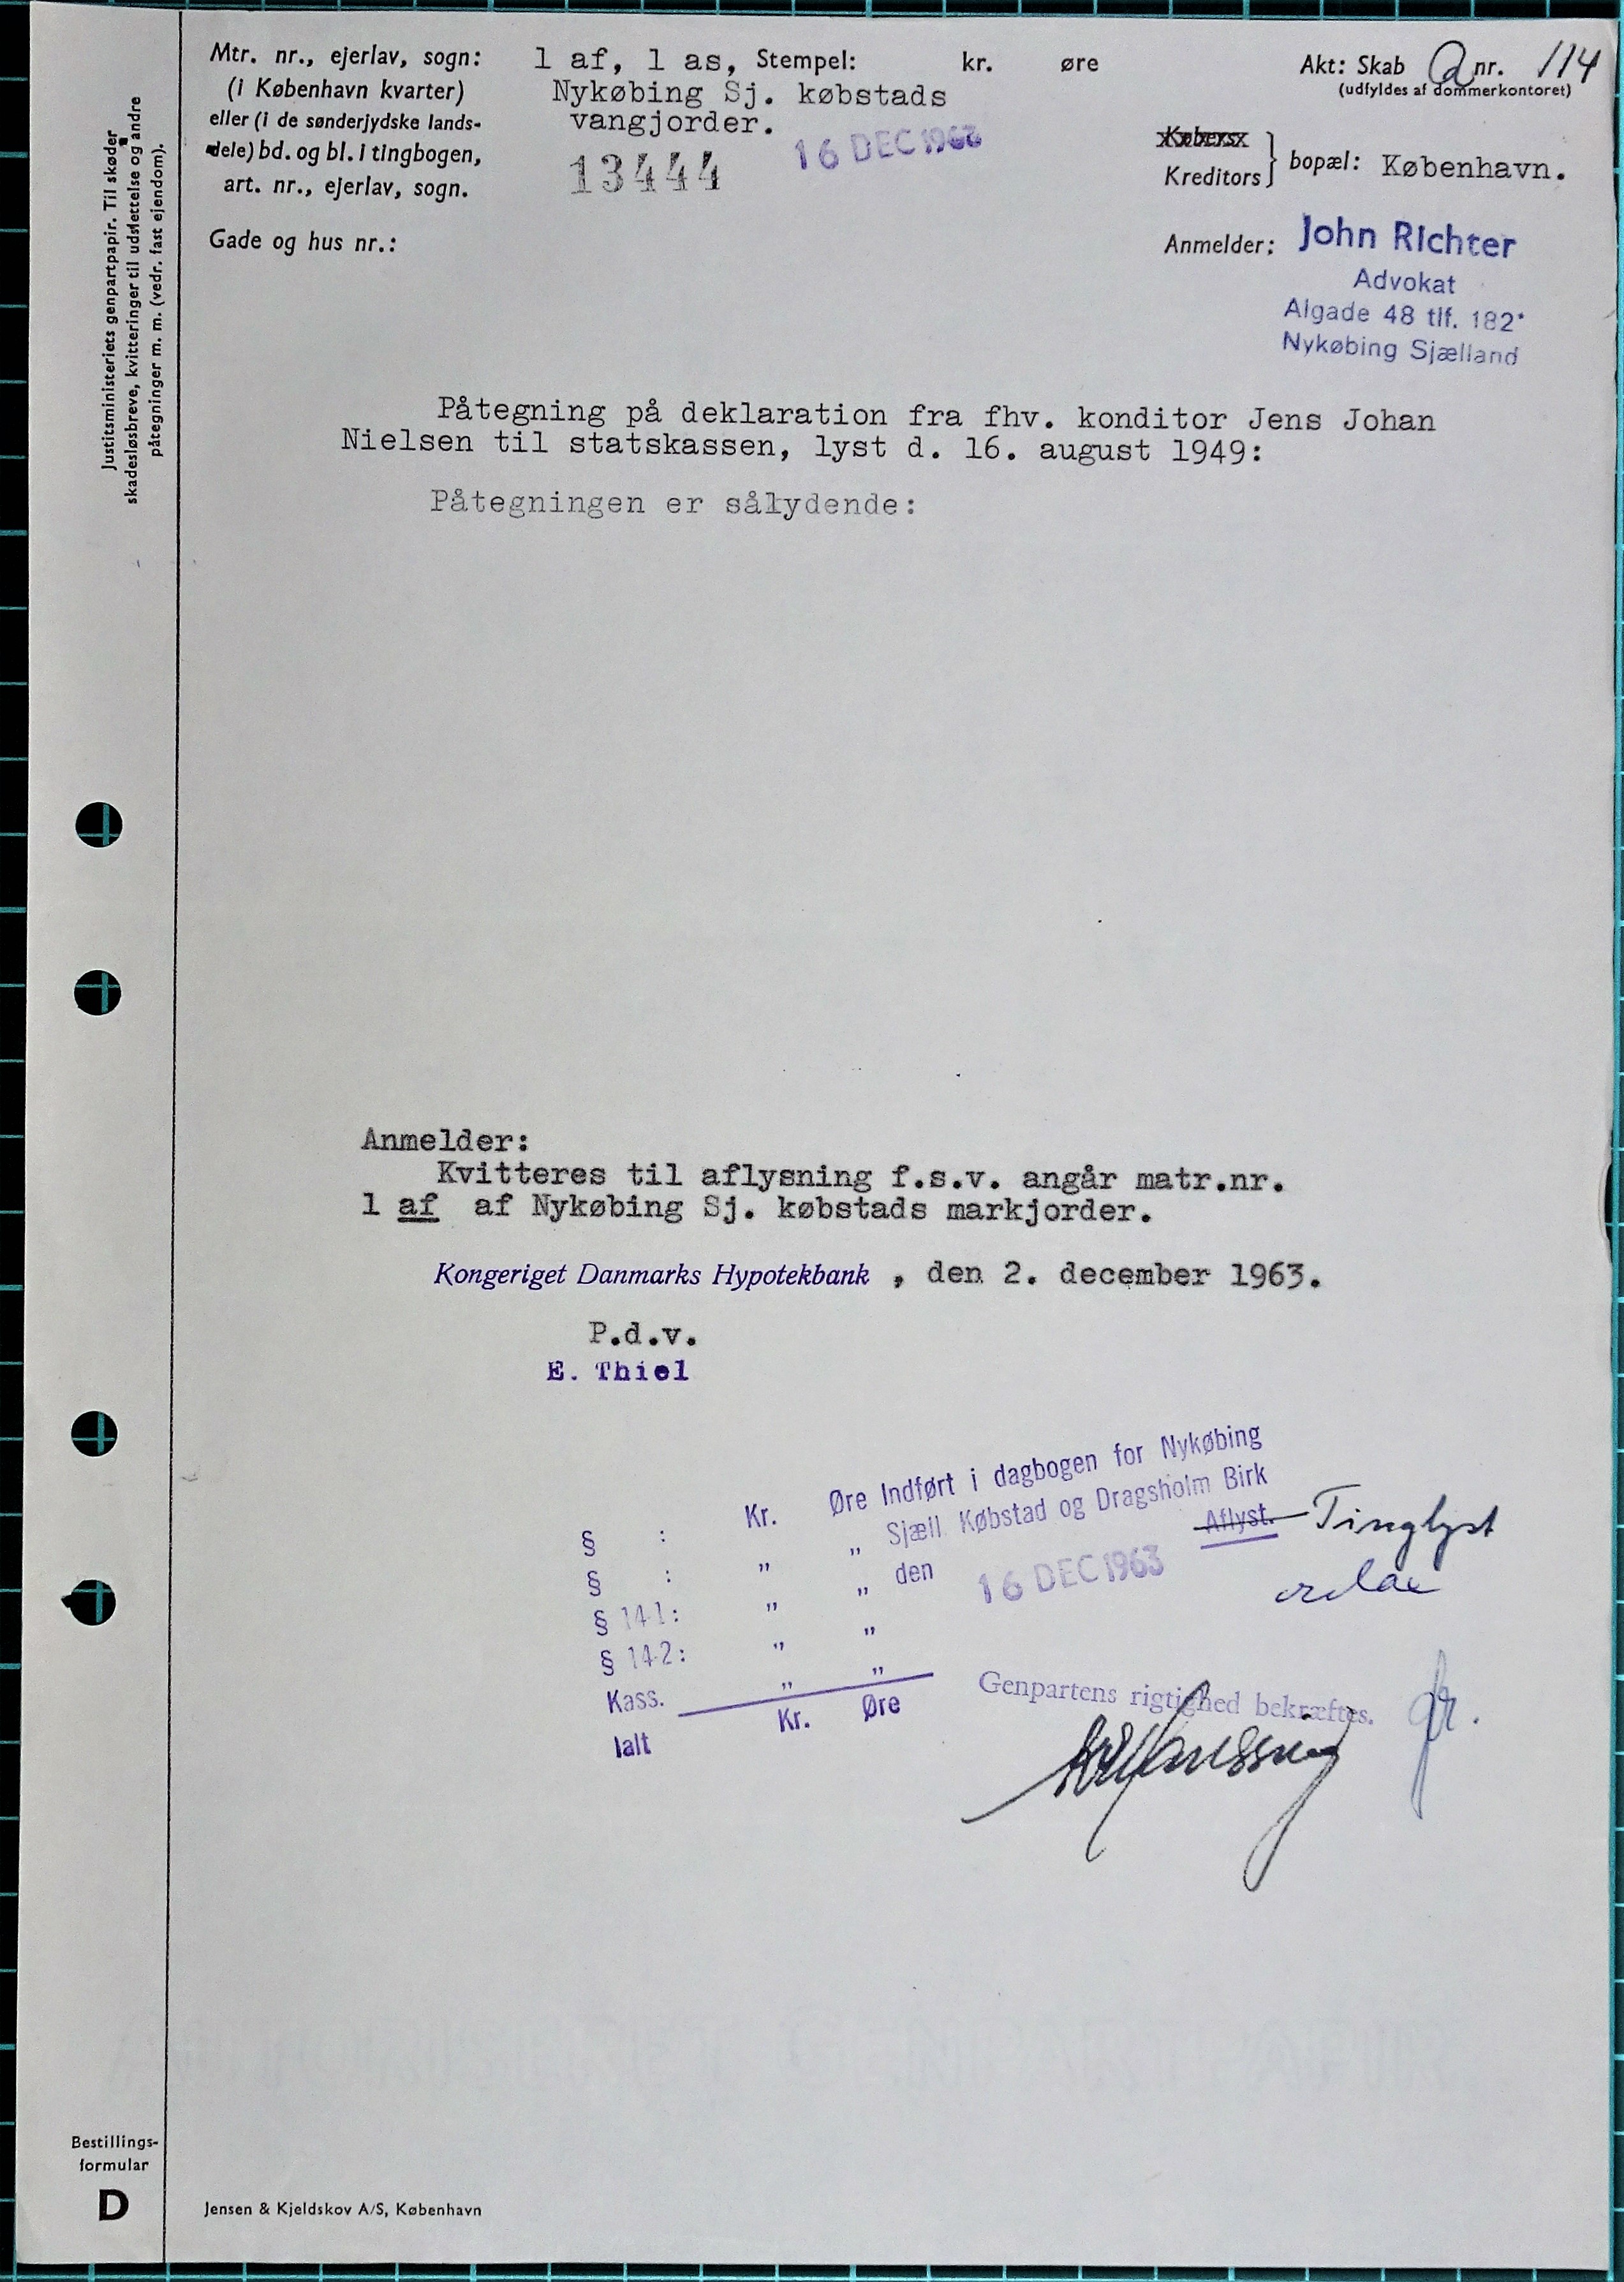 Justitsministeriets genpartpapir. Til skøder
skadesløsbreve, kvitteringer til udslettelse og andre
påtegninger m. m. (vedr. fast ejendom).
Mtr. nr., ejerlav, sogn: 1 af, 1 as, Stempel: kr. øre
(i København kvarter) Nykøbing Sj. købstads
eller (i de sønderjydske lands- vangjorder.
dele) bd. og bl. i tingbogen,
art. nr., ejerlav, sogn. 13444 16 DEC 1963
Gade og hus nr.:
Akt: Skab a nr. 114
(udfyldes af dommerkontoret)
Købers
Kreditors } bopæl: København.
Anmelder: John Richter
Advokat
Algade 48 tlf. 182*
Nykøbing Sjælland
Påtegning på deklaration fra fhv. konditor Jens Johan
Nielsen til statskassen, lyst d. 16. august 1949:
Påtegningen er sålydende:
Anmelder:
Kvitteres til aflysning f.s.v. angår matr.nr.
1 af af Nykøbing Sj. købstads markjorder.
Kongeriget Danmarks Hypotekbank , den 2. december 1963.
P.d.v.
E. Thiel
Kr. Øre Indført i dagbogen for Nykøbing
§ : „ „ Sjæll. Købstad og Dragsholm Birk
§ : „ „ den 16 DEC 1963
§ 14-1: „ „
§ 14-2: „ „
Kass.
Ialt Kr. Øre
Aflyst. Tinglyst
Genpartens rigtighed bekræftes.
Bestillings-
formular
D
Jensen & Kjeldskov A/S, København